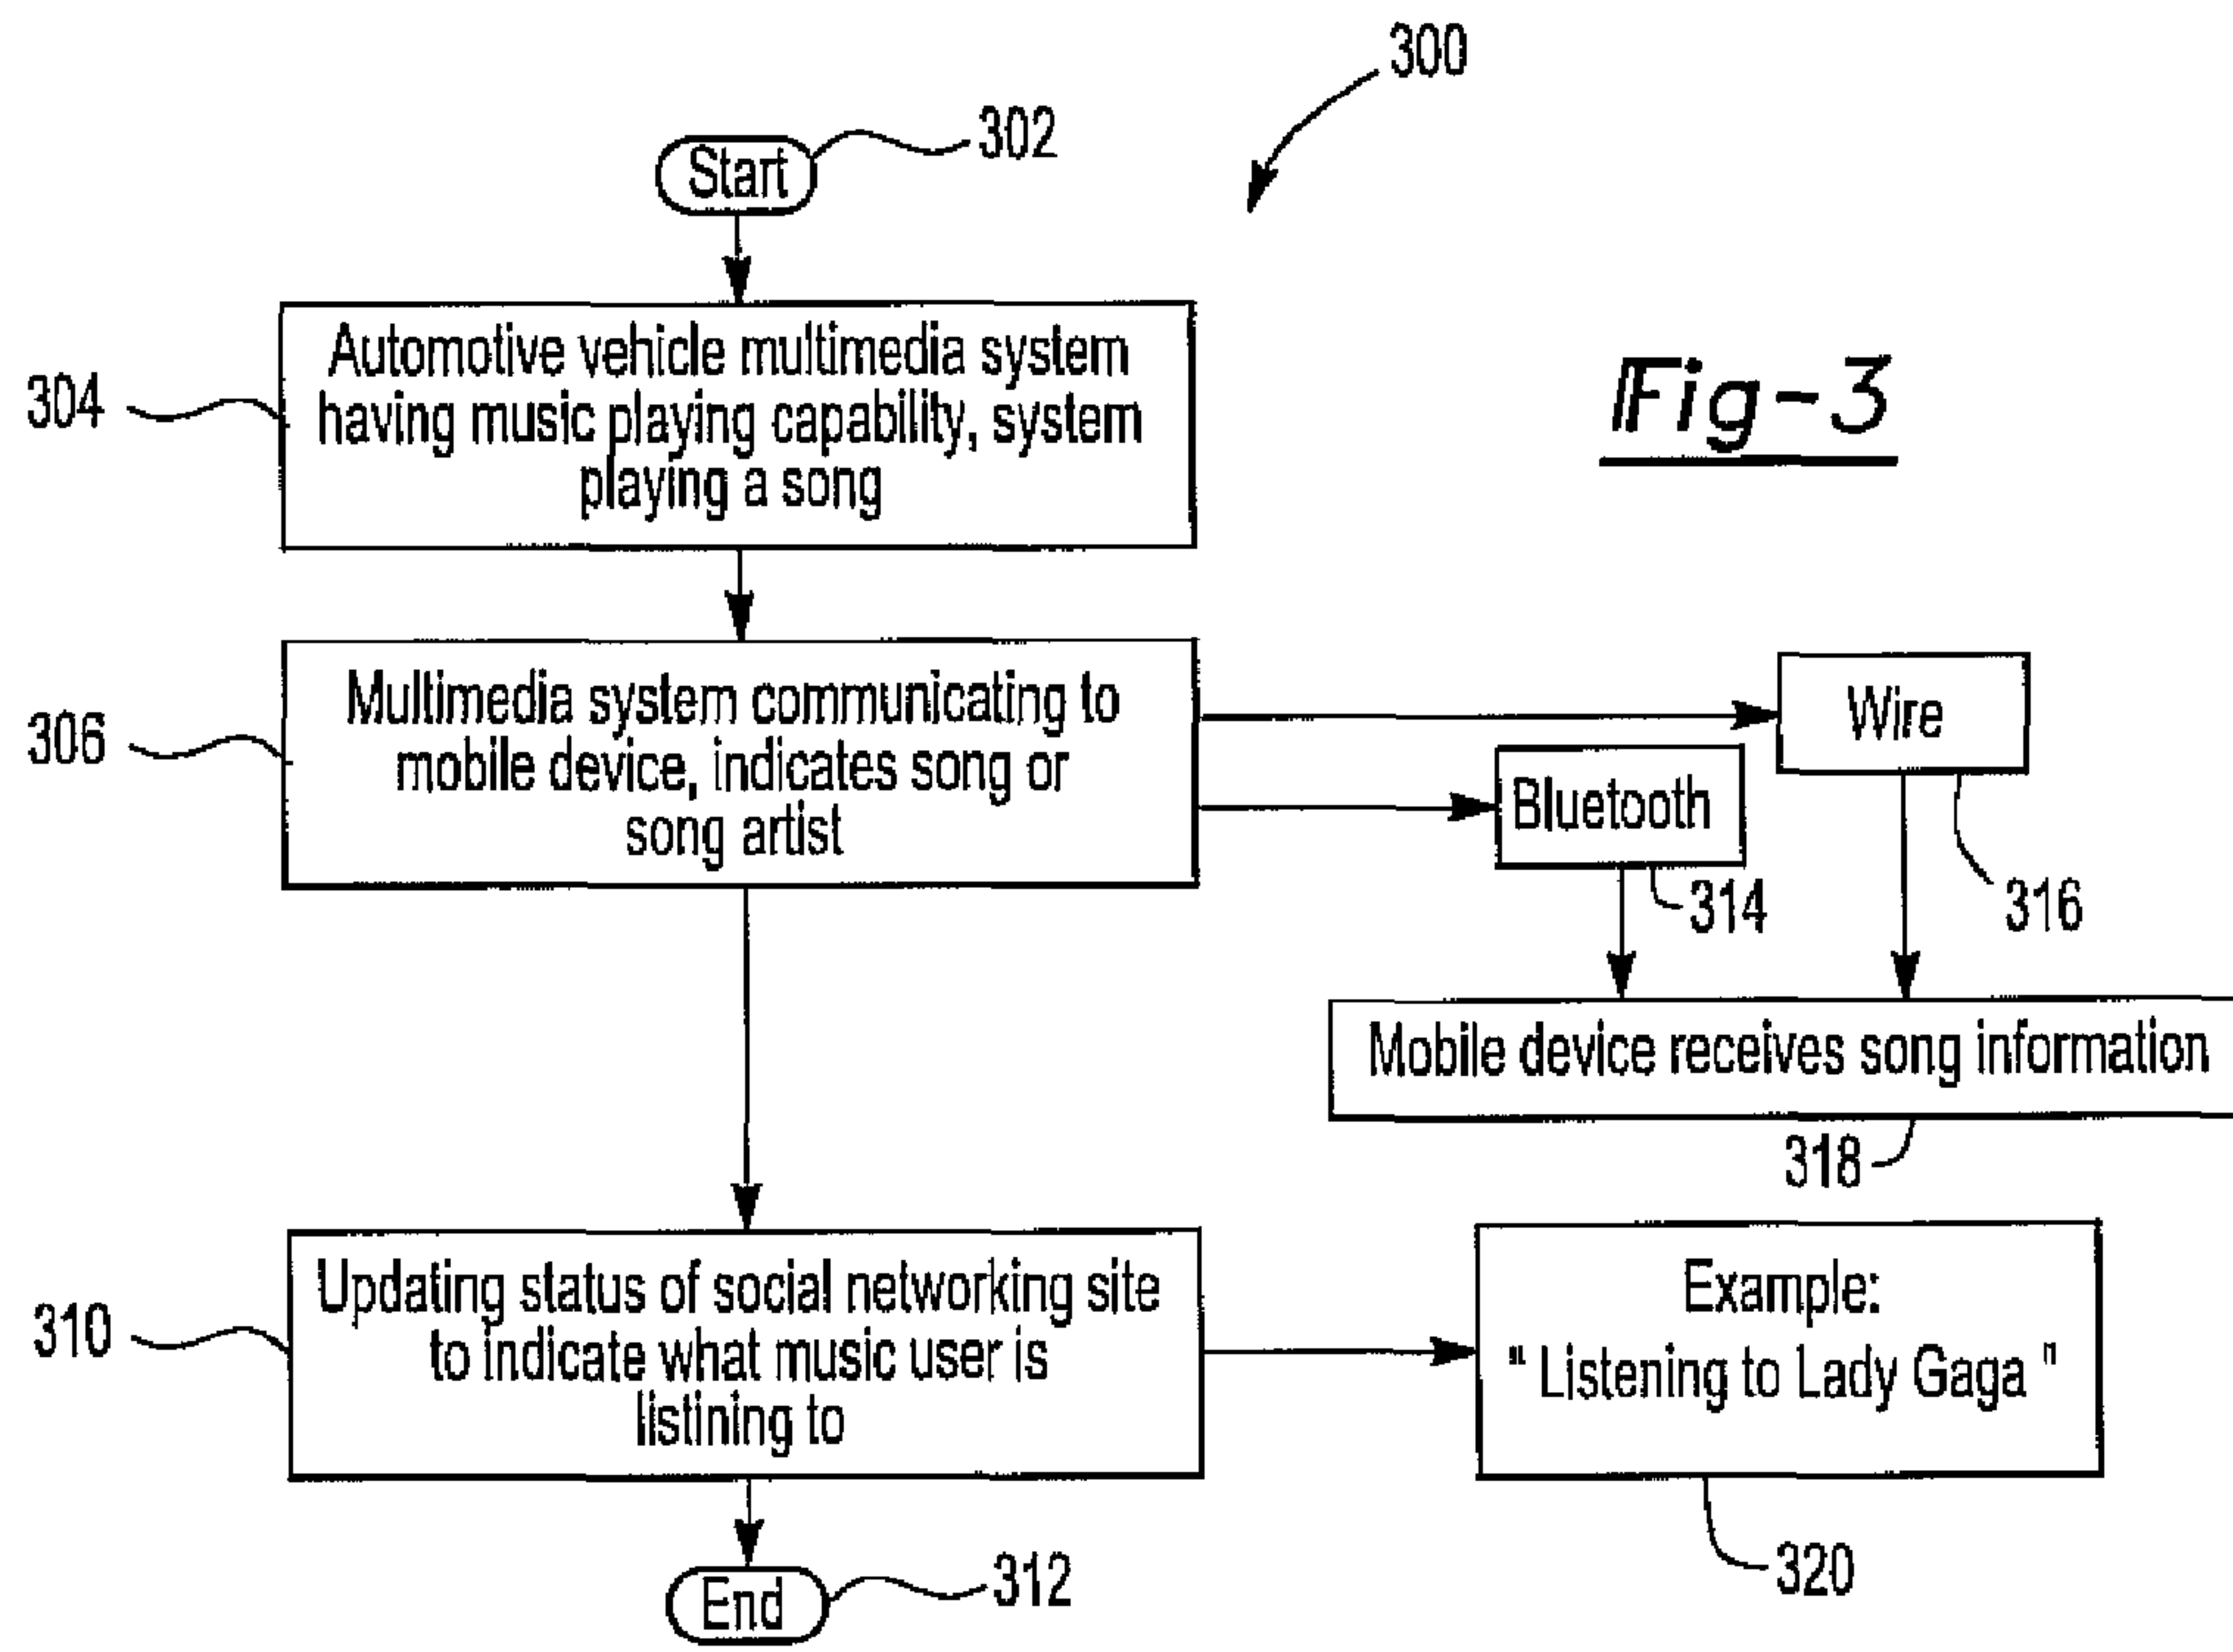 300
302
Start
Automotive vehicle multimedia system
having music playing capability, system
playing a song
304
Fig-3
Multimedia system communicating to
mobile device, indicates song or
song artist
306
Wire
Bluetooth
314
316
Mobile device receives song information
318
Updating status of social networking site
to indicate what music user is
listining to
310
Example:
" Listening to Lady Gaga "
320
End
312